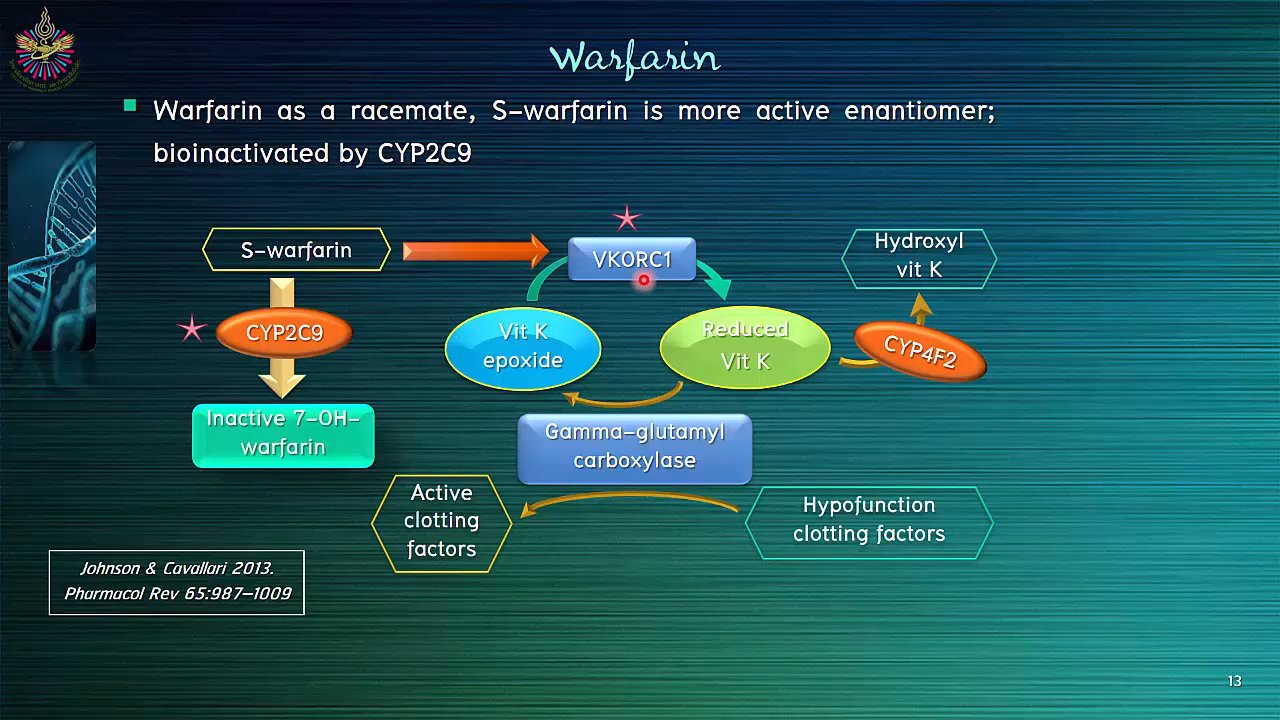 Warfarin
Warfarin as a racemate, S-warfarin is more active enantiomer;
bioinactivated by CYP2C9
S-warfarin
VKORC1
Hydroxyl
vit K
CYP2C9
Vit K
epoxide
Reduced
Vit K
CYP4F2
Inactive 7-OH-
warfarin
Gamma-glutamyl
carboxylase
Active
clotting
factors
Hypofunction
clotting factors
Johnson & Cavallari 2013.
Pharmacol Rev 65:987-1009
13